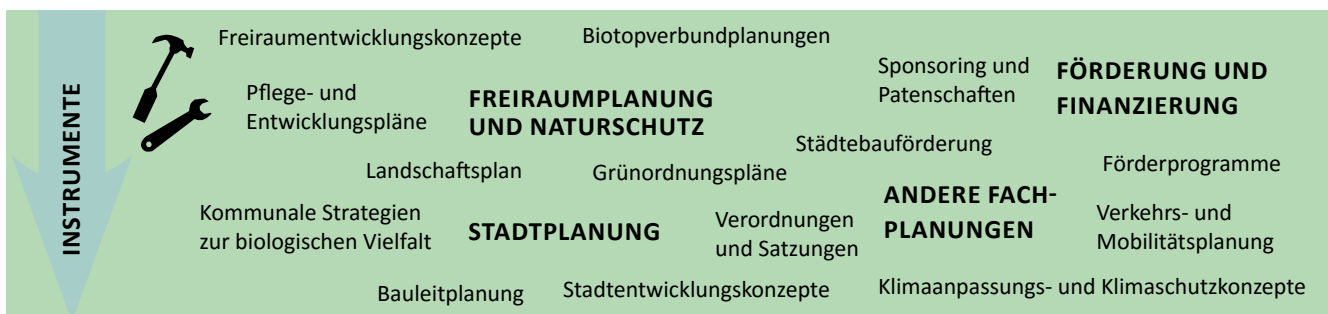 INSTRUMENTE
Freiraumentwicklungskonzepte
Biotopverbundplanungen
Sponsoring und
Patenschaften
FÖRDERUNG UND
FINANZIERUNG
Pflege- und
Entwicklungspläne
FREIRAUMPLANUNG
UND NATURSCHUTZ
Städtebauförderung
Landschaftsplan
Grünordnungspläne
Förderprogramme
Kommunale Strategien
zur biologischen Vielfalt
STADTPLANUNG
Verordnungen
und Satzungen
ANDERE FACH-
PLANUNGEN
Verkehrs- und
Mobilitätsplanung
Bauleitplanung
Stadtentwicklungskonzepte
Klimaanpassungs- und Klimaschutzkonzepte